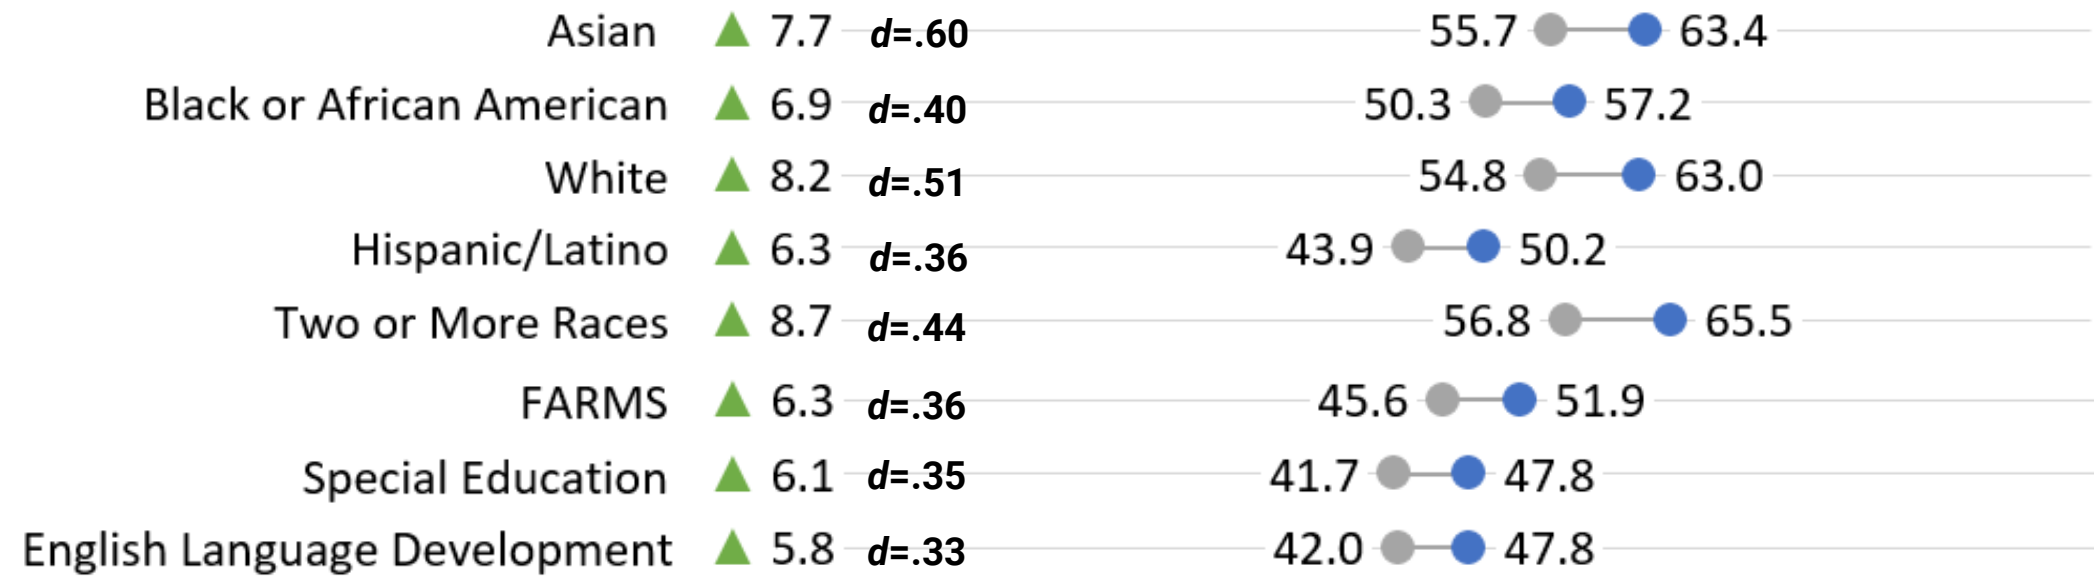 Asian 7.7 d=.60 55.7 63.4
Black or African American 6.9 d=.40 50.3 57.2
White 8.2 d=.51 54.8 63.0
Hispanic/Latino 6.3 d=.36 43.9 50.2
Two or More Races 8.7 d=.44 56.8 65.5
FARMS 6.3 d=.36 45.6 51.9
Special Education 6.1 d=.35 41.7 47.8
English Language Development 5.8 d=.33 42.0 47.8